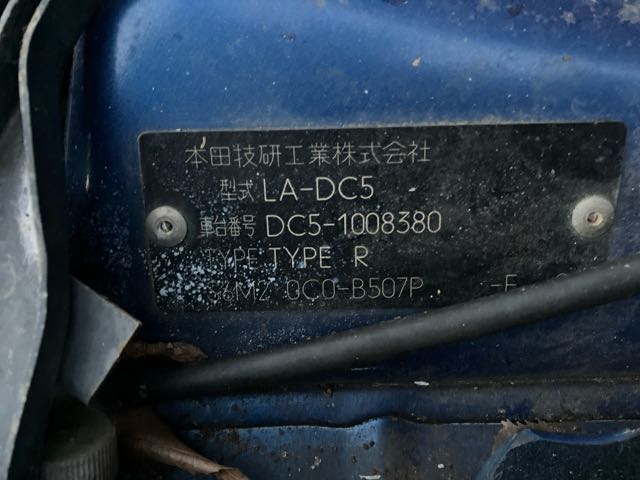 本田技研工業株式会社
型式 LA-DC5
車台番号 DC5-1008380
TYPE TYPE R
6M2 0C0-B507P -F